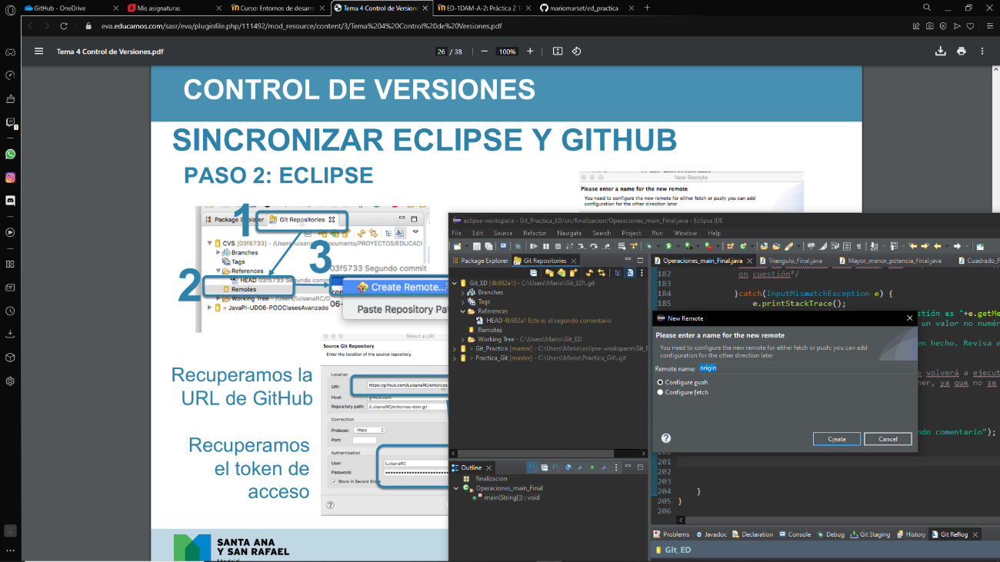 GitHub - OneDrive
Mis asignaturas
Curso: Entornos de desarro
Tema 4 Control de Versione
ED-1DAM-A-2: Práctica 2 T
mariomarset/ed_practica
eva.educamos.com/sasr/eva/pluginfile.php/111492/mod_resource/content/3/Tema%204%20Control%20de%20Versiones.pdf
Tema 4 Control de Versiones.pdf
26 / 38
100%
CONTROL DE VERSIONES
SINCRONIZAR ECLIPSE Y GITHUB
PASO 2: ECLIPSE
New Remote
Please enter a name for the new remote
You need to configure the new remote for either fetch or push; you can add
configuration for the other direction later
1
Package Explorer
Git Repositories
CVS [03f5733] - /Users/luisanarc/Documents/PROYECTOS/EDUCACI
Branches
Tags
References
HEAD 03f5733 Segundo comm
Remotes
Working Tree - /Users/luisanaRC/D
> JavaPI-UD06-POOClasesAvanzado
2
3
03f5733 Segundo commit
Create Remote...
Paste Repository Pat
Select a URI
Source Git Repository
Enter the location of the source repository.
Location
URI:
https://github.com/LuisanaRC/entornos
Host:
github.com
Repository path:
/LuisanaRC/entornos-dam.git
Connection
Protocol:
https
Port:
Authentication
User:
LuisanaRC
Password:
Store in Secure Store
Recuperamos la
URL de GitHub
Recuperamos
el token de
acceso
SANTA ANA
Y SAN RAFAEL
Madrid
eclipse-workspace - Git_Practica_ED/src/finalizacion/Operaciones_main_Final.java - Eclipse IDE
File Edit Source Refactor Navigate Search Project Run Window Help
Package Explorer
Git Repositories
Git_ED [4b982a1] - C:\Users\Mario\Git_ED\.git
Branches
Tags
References
HEAD 4b982a1 Este es el segundo comentario
Remotes
Working Tree - C:\Users\Mario\Git_ED
> Git_Practica [master] - C:\Users\Mario\eclipse-workspace\Git_P
> Practica_Git [master] - C:\Users\Mario\Practica_Git\.git
Outline
finalizacion
Operaciones_main_Final
main(String[]) : void
Operaciones_main_Final.java
Triangulo_Final.java
Mayor_menor_potencia_Final.java
Cuadrado_F
182 en cuestión*/
183
184 }catch(InputMismatchException e) {
185 e.printStackTrace();
stión es "+e.getMe
un valor no numér
en hecho. Revisa e
e volverá a ejecut
ner, ya que no se
ndo comentario");
New Remote
Please enter a name for the new remote
You need to configure the new remote for either fetch or push; you can add
configuration for the other direction later
Remote name: origin
Configure push
Configure fetch
Create
Cancel
201
202
203
204 }
205 }
206
Problems
Javadoc
Declaration
Console
Debug
Git Staging
History
Git Reflog
Git_ED